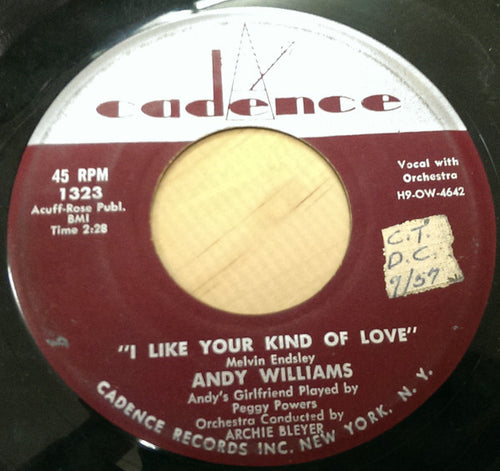 cadence
45 RPM
1323
Acuff-Rose Publ.
BMI
Time 2:28
Vocal with
Orchestra
H9-OW-4642
C.T.
D.C.
9/57
"I LIKE YOUR KIND OF LOVE"
Melvin Endsley
ANDY WILLIAMS
Andy's Girlfriend Played by
Peggy Powers
Orchestra Conducted by
ARCHIE BLEYER
CADENCE RECORDS INC. NEW YORK, N. Y.